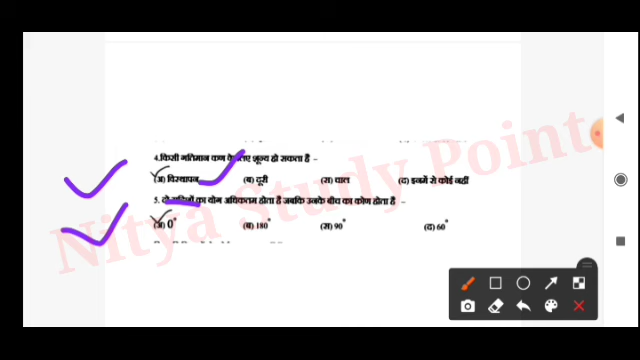 Nitya Study Point
4.किसी गतिमान कण के लिए शून्य हो सकता है –
(अ) विस्थापन (ब) दूरी (स) चाल (द) इनमें से कोई नहीं
5. दो का योग अधिकतम होता है जबकि उनके बीच का कोण होता है –
(अ) 0° (ब) 180° (स) 90° (द) 60°